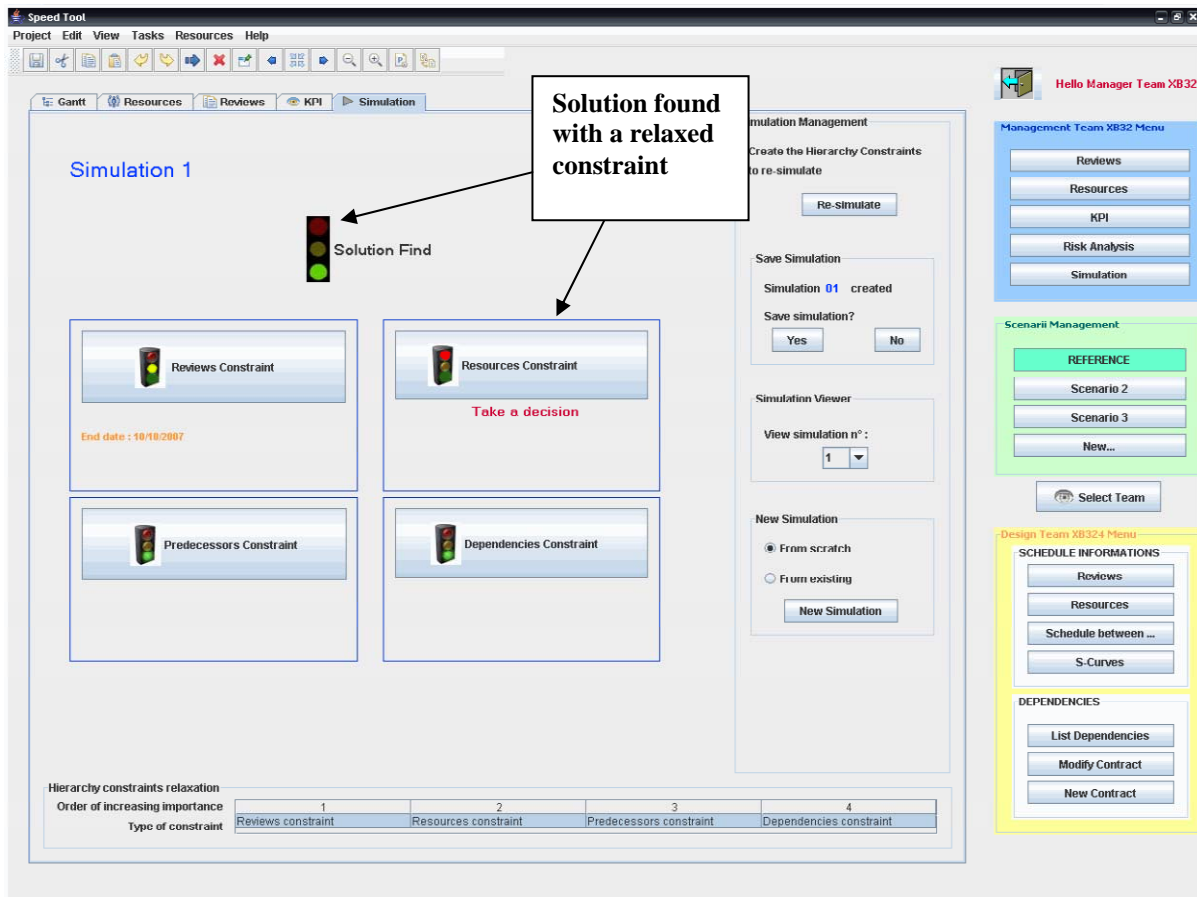 Speed Tool
Project Edit View Tasks Resources Help
Gantt Resources Reviews KPI Simulation
Solution found
with a relaxed
constraint
Simulation 1
Solution Find
Reviews Constraint
End date : 10/10/2007
Resources Constraint
Take a decision
Predecessors Constraint
Dependencies Constraint
mulation Management
Create the Hierarchy Constraints
to re-simulate
Re-simulate
Save Simulation
Simulation 01 created
Save simulation?
Yes No
Simulation Viewer
View simulation n° :
1
New Simulation
From scratch
From existing
New Simulation
Hierarchy constraints relaxation
Order of increasing importance 1 2 3 4
Type of constraint Reviews constraint Resources constraint Predecessors constraint Dependencies constraint
Hello Manager Team XB32
Management Team XB32 Menu
Reviews
Resources
KPI
Risk Analysis
Simulation
Scenarii Management
REFERENCE
Scenario 2
Scenario 3
New...
Select Team
Design Team XB324 Menu
SCHEDULE INFORMATIONS
Reviews
Resources
Schedule between ...
S-Curves
DEPENDENCIES
List Dependencies
Modify Contract
New Contract